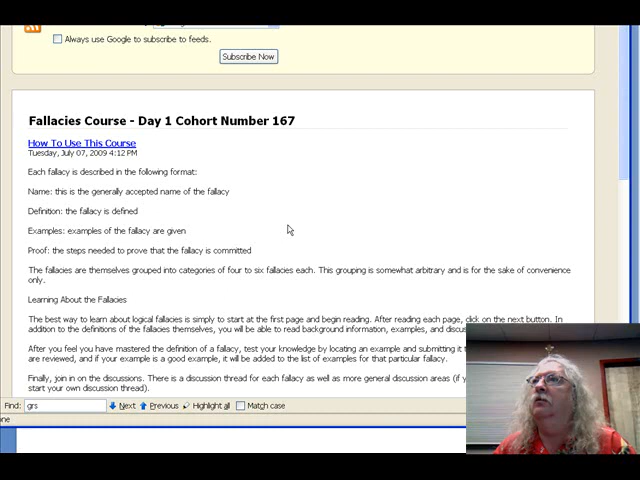 Always use Google to subscribe to feeds.
Subscribe Now
Fallacies Course - Day 1 Cohort Number 167
How To Use This Course
Tuesday, July 07, 2009 4:12 PM
Each fallacy is described in the following format:
Name: this is the generally accepted name of the fallacy
Definition: the fallacy is defined
Examples: examples of the fallacy are given
Proof: the steps needed to prove that the fallacy is committed
The fallacies are themselves grouped into categories of four to six fallacies each. This grouping is somewhat arbitrary and is for the sake of convenience
only.
Learning About the Fallacies
The best way to learn about logical fallacies is simply to start at the first page and begin reading. After reading each page, click on the next button. In
addition to the definitions of the fallacies themselves, you will be able to read background information, examples, and
After you feel you have mastered the definition of a fallacy, test your knowledge by locating an example and submitting it
are reviewed, and if your example is a good example, it will be added to the list of examples for that particular fallacy.
Finally, join in on the discussions. There is a discussion thread for each fallacy as well as more general discussion areas (if
start your own discussion thread).
Find: grs Next Previous Highlight all Match case